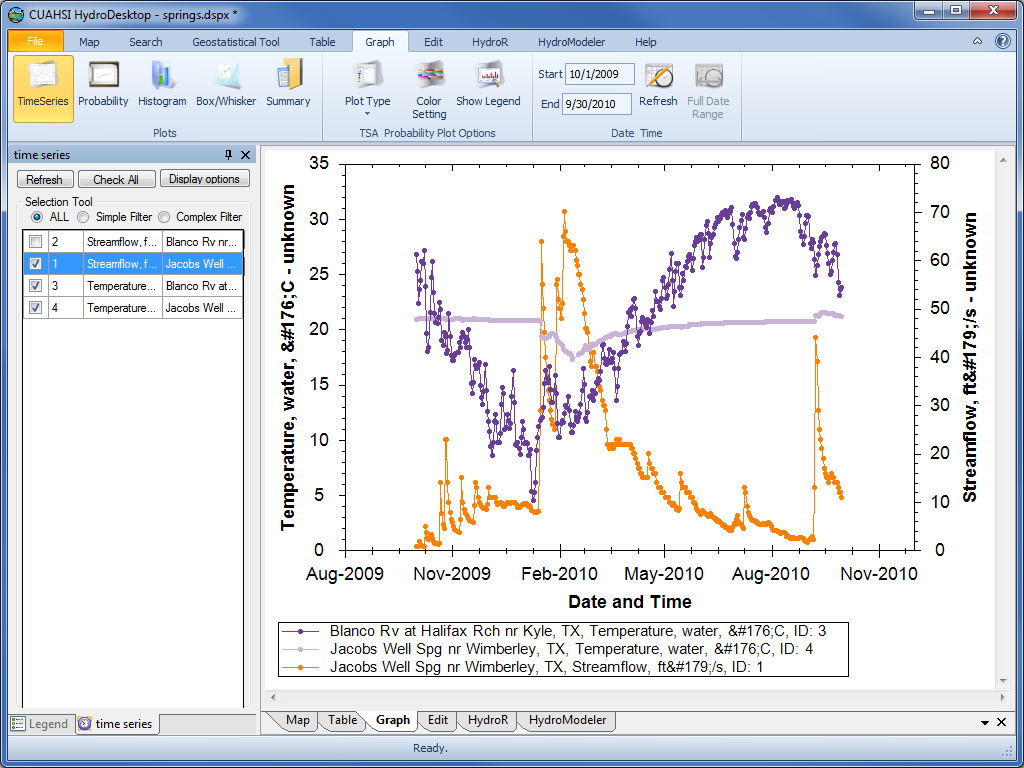 CUAHSI HydroDesktop - springs.dspx *
File Map Search Geostatistical Tool Table Graph Edit HydroR HydroModeler Help
TimeSeries Probability Histogram Box/Whisker Summary
Plots
Plot Type Color Setting Show Legend
TSA Probability Plot Options
Start 10/1/2009
End 9/30/2010
Refresh Full Date Range
Date Time
time series
Refresh Check All Display options
Selection Tool
ALL Simple Filter Complex Filter
2 Streamflow, f... Blanco Rv nr...
1 Streamflow, f... Jacobs Well ...
3 Temperature... Blanco Rv at...
4 Temperature... Jacobs Well ...
Legend time series
Temperature, water, &#176;C - unknown
35
30
25
20
15
10
5
0
80
70
60
50
40
30
20
10
0
Streamflow, ft&#179;/s - unknown
Aug-2009 Nov-2009 Feb-2010 May-2010 Aug-2010 Nov-2010
Date and Time
Blanco Rv at Halifax Rch nr Kyle, TX, Temperature, water, &#176;C, ID: 3
Jacobs Well Spg nr Wimberley, TX, Temperature, water, &#176;C, ID: 4
Jacobs Well Spg nr Wimberley, TX, Streamflow, ft&#179;/s, ID: 1
Map Table Graph Edit HydroR HydroModeler
Ready.